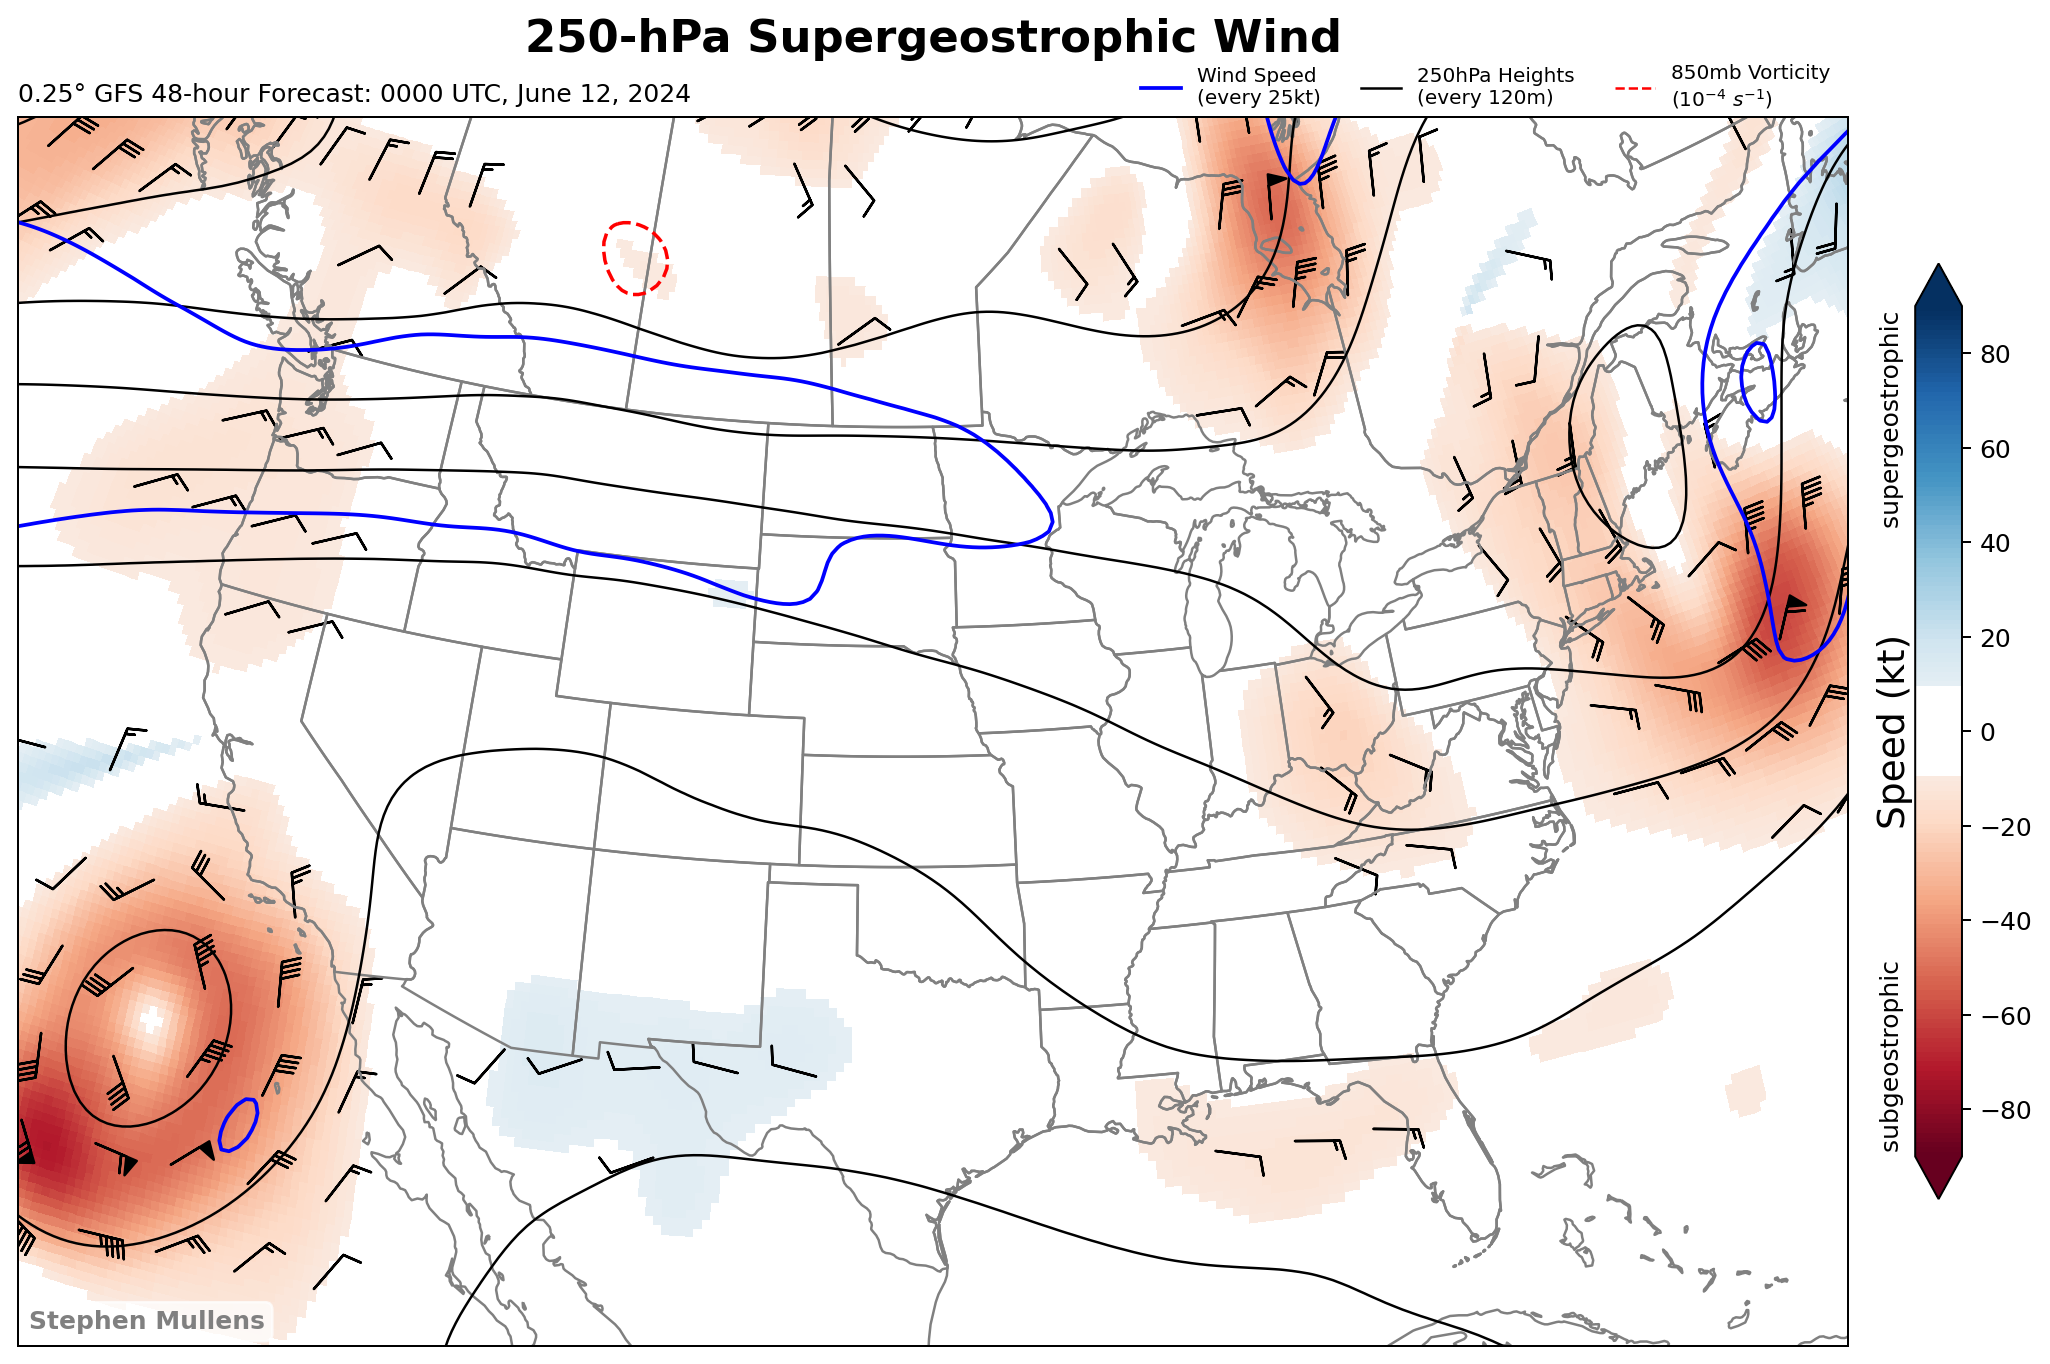 250-hPa Supergeostrophic Wind
0.25° GFS 48-hour Forecast: 0000 UTC, June 12, 2024
Wind Speed
(every 25kt)
250hPa Heights
(every 120m)
850mb Vorticity
(10⁻⁴ s⁻¹)
supergeostrophic
Speed (kt)
subgeostrophic
80
60
40
20
0
−20
−40
−60
−80
Stephen Mullens